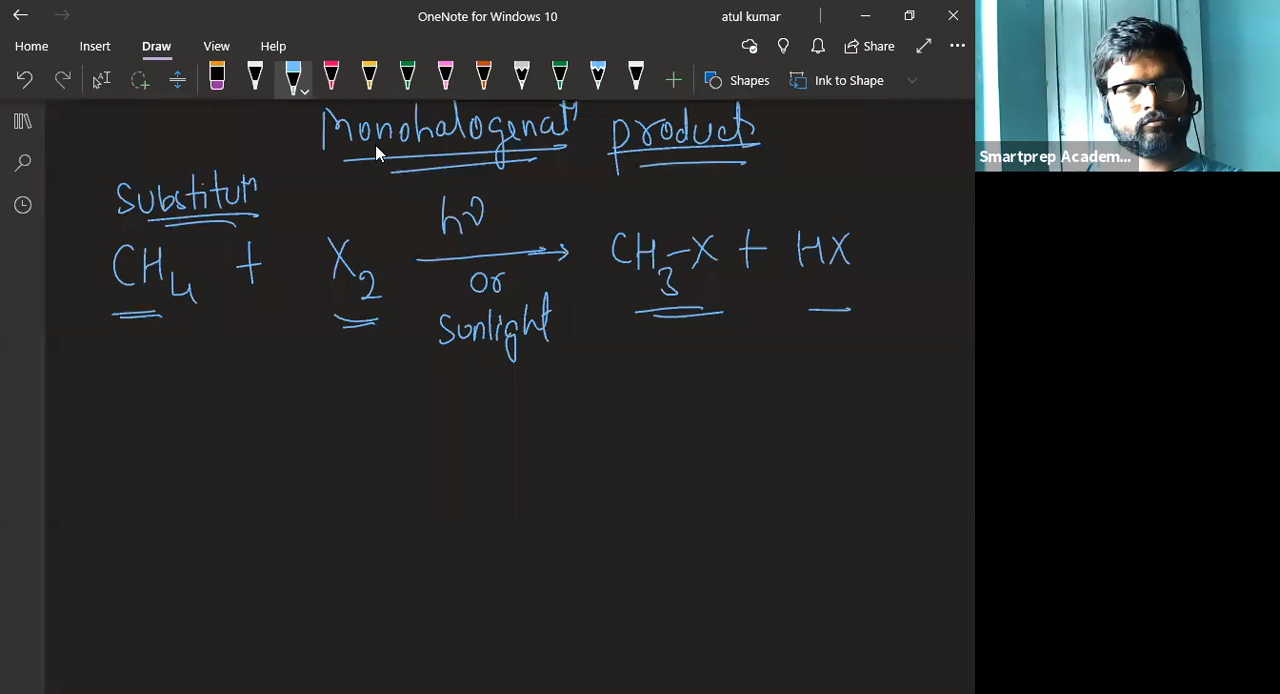 OneNote for Windows 10
atul kumar
Home Insert Draw View Help
Share
Shapes Ink to Shape
Smartprep Academ...
Monohalogenatn product
Substitutn
hν
CH4 + X2 → CH3-X + HX
or
Sunlight